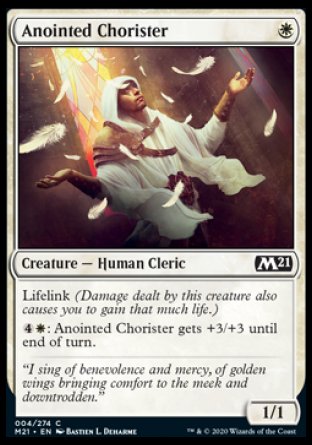 Anointed Chorister
Creature — Human Cleric
M21
Lifelink (Damage dealt by this creature also
causes you to gain that much life.)
4: Anointed Chorister gets +3/+3 until
end of turn.
"I sing of benevolence and mercy, of golden
wings bringing comfort to the meek and
downtrodden."
1/1
004/274 C
M21 • EN Bastien L. Deharme
™ & © 2020 Wizards of the Coast